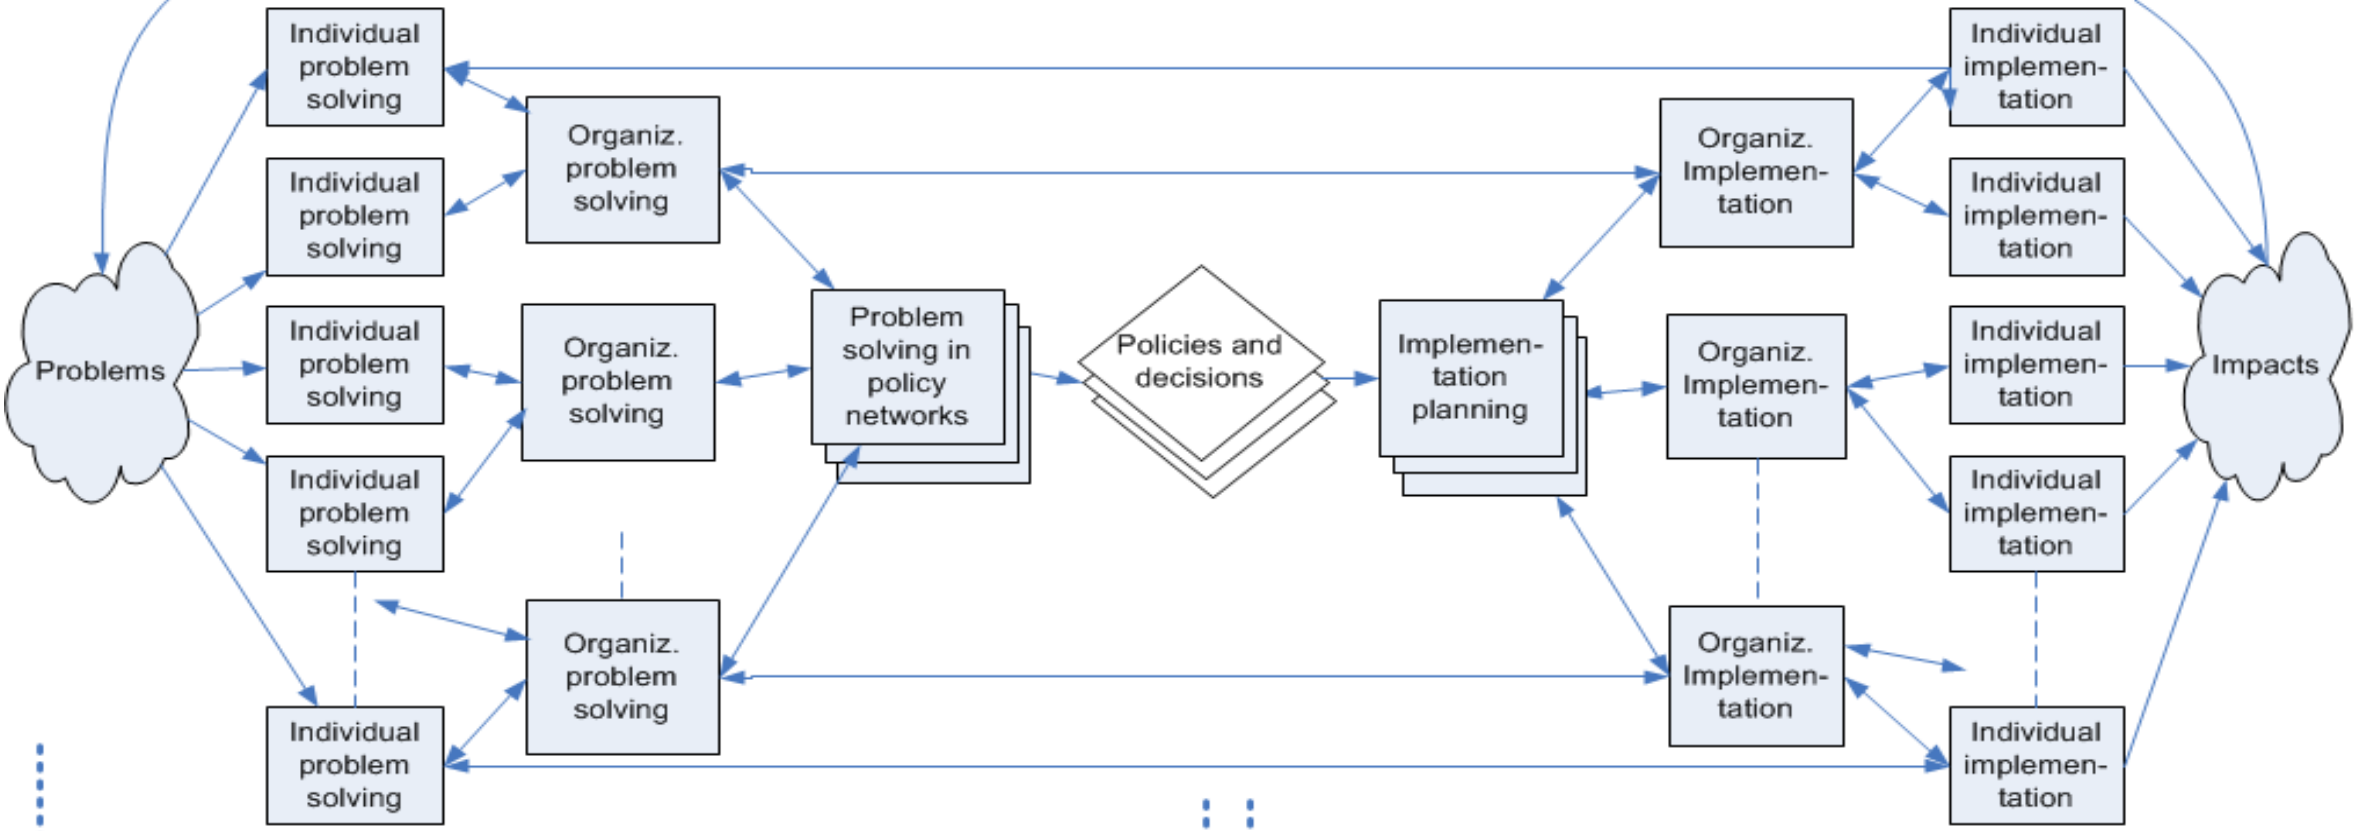 Problems
Individual
problem
solving
Individual
problem
solving
Individual
problem
solving
Individual
problem
solving
Individual
problem
solving
Organiz.
problem
solving
Organiz.
problem
solving
Organiz.
problem
solving
Problem
solving in
policy
networks
Policies and
decisions
Implemen-
tation
planning
Organiz.
Implemen-
tation
Organiz.
Implemen-
tation
Organiz.
Implemen-
tation
Individual
implemen-
tation
Individual
implemen-
tation
Individual
implemen-
tation
Individual
implemen-
tation
Individual
implemen-
tation
Impacts